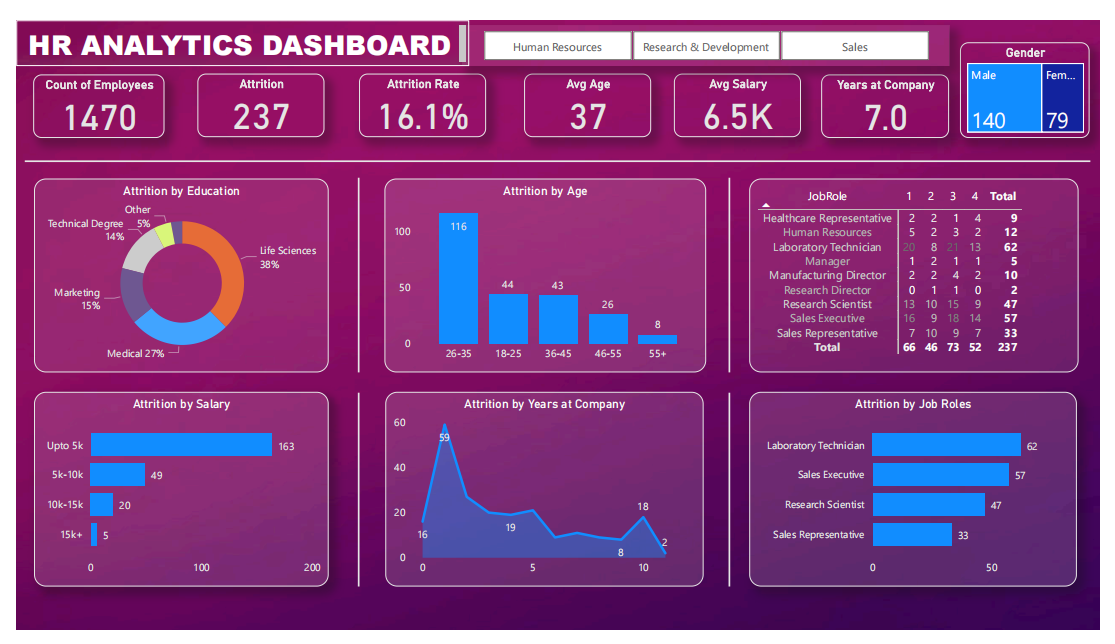 HR ANALYTICS DASHBOARD
Human Resources
Research & Development
Sales
Gender
Male
Fem...
140
79
Count of Employees
1470
Attrition
237
Attrition Rate
16.1%
Avg Age
37
Avg Salary
6.5K
Years at Company
7.0
Attrition by Education
Other
5%
Technical Degree
14%
Life Sciences
38%
Marketing
15%
Medical 27%
Attrition by Age
100
50
0
116
44
43
26
8
26-35 18-25 36-45 46-55 55+
JobRole 1 2 3 4 Total
Healthcare Representative 2 2 1 4 9
Human Resources 5 2 3 2 12
Laboratory Technician 20 8 21 13 62
Manager 1 2 1 1 5
Manufacturing Director 2 2 4 2 10
Research Director 0 1 1 0 2
Research Scientist 13 10 15 9 47
Sales Executive 16 9 18 14 57
Sales Representative 7 10 9 7 33
Total 66 46 73 52 237
Attrition by Salary
Upto 5k 163
5k-10k 49
10k-15k 20
15k+ 5
0 100 200
Attrition by Years at Company
60
40
20
0
59
16
19
8
18
2
0 5 10
Attrition by Job Roles
Laboratory Technician 62
Sales Executive 57
Research Scientist 47
Sales Representative 33
0 50